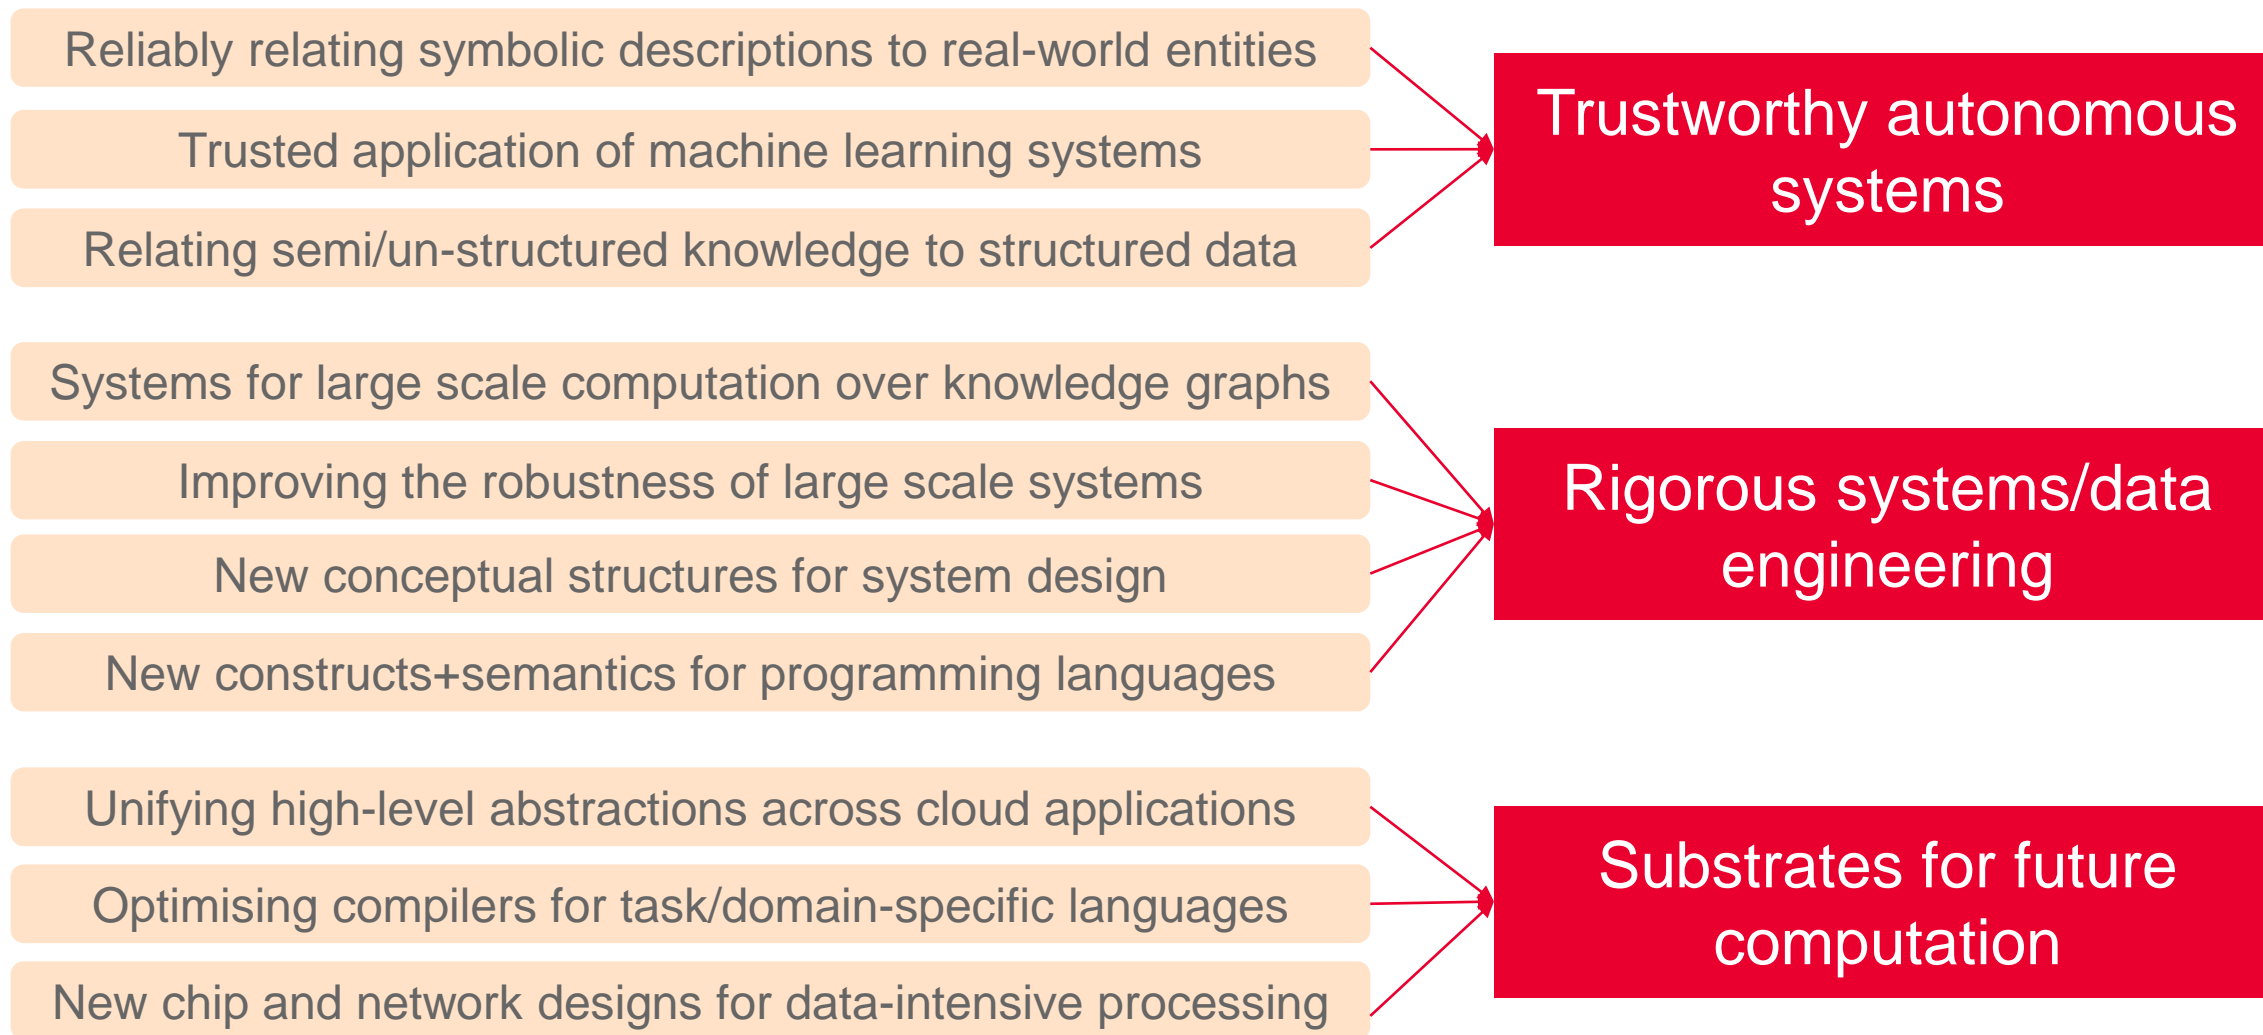 Reliably relating symbolic descriptions to real-world entities
Trusted application of machine learning systems
Relating semi/un-structured knowledge to structured data
Trustworthy autonomous
systems
Systems for large scale computation over knowledge graphs
Improving the robustness of large scale systems
New conceptual structures for system design
New constructs+semantics for programming languages
Rigorous systems/data
engineering
Unifying high-level abstractions across cloud applications
Optimising compilers for task/domain-specific languages
New chip and network designs for data-intensive processing
Substrates for future
computation